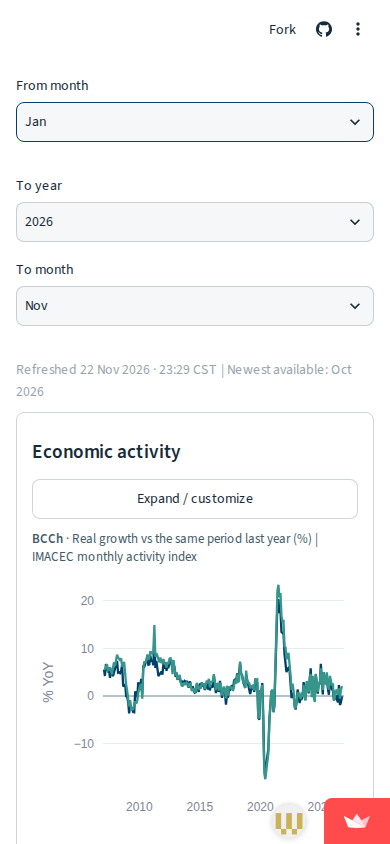 Fork
From month
Jan
To year
2026
To month
Nov
Refreshed 22 Nov 2026 · 23:29 CST | Newest available: Oct
2026
Economic activity
Expand / customize
BCCh · Real growth vs the same period last year (%) |
IMACEC monthly activity index
20
10
0
−10
% YoY
2010
2015
2020